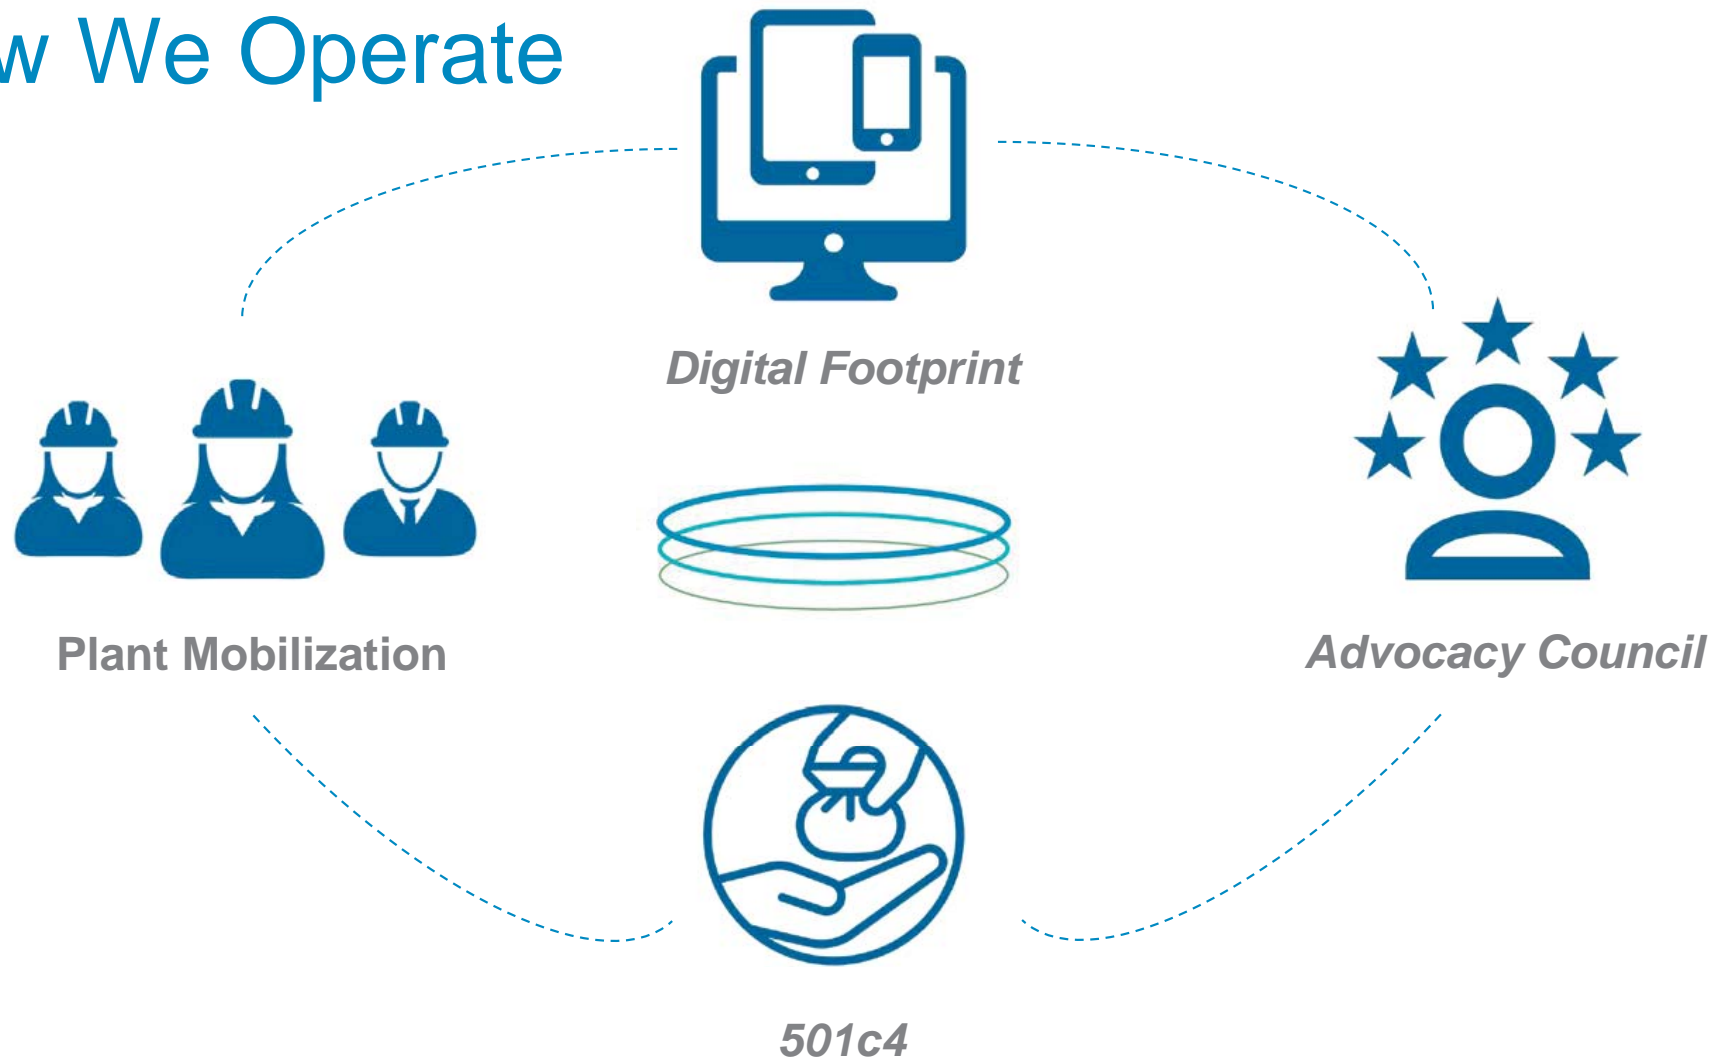 w We Operate
Digital Footprint
Plant Mobilization
Advocacy Council
501c4